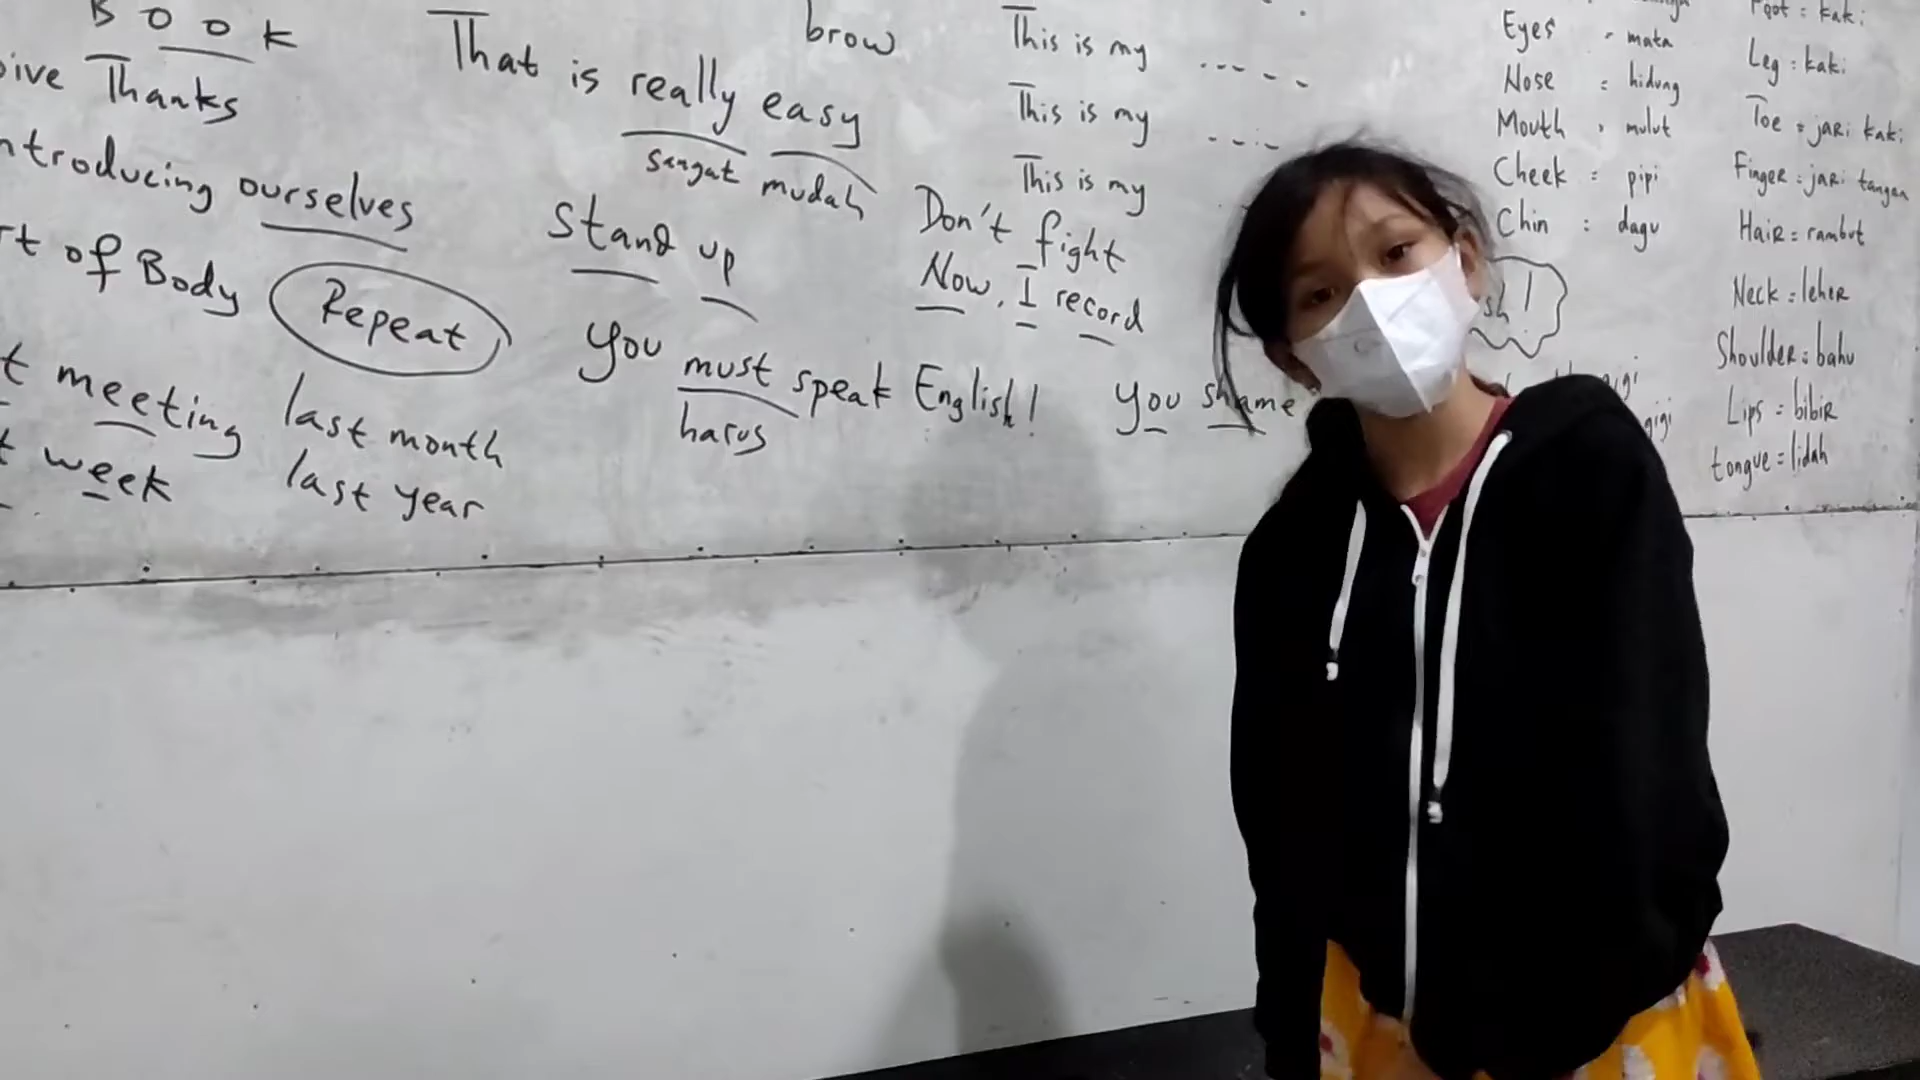 BOOK
Thanks
ntroducing ourselves
rt of Body
Repeat
t meeting
t week
last month
last year
That is really easy
sangat mudah
stand up
You must speak English!
harus
brow
This is my .....
This is my .....
This is my
Don't fight
Now, I record
You shame
Eyes = mata
Nose = hidung
Mouth = mulut
Cheek = pipi
Chin = dagu
Foot = kaki
Leg = kaki
Toe = jari kaki
Finger = jari tangan
Hair = rambut
Neck = leher
Shoulder = bahu
Lips = bibir
tongue = lidah